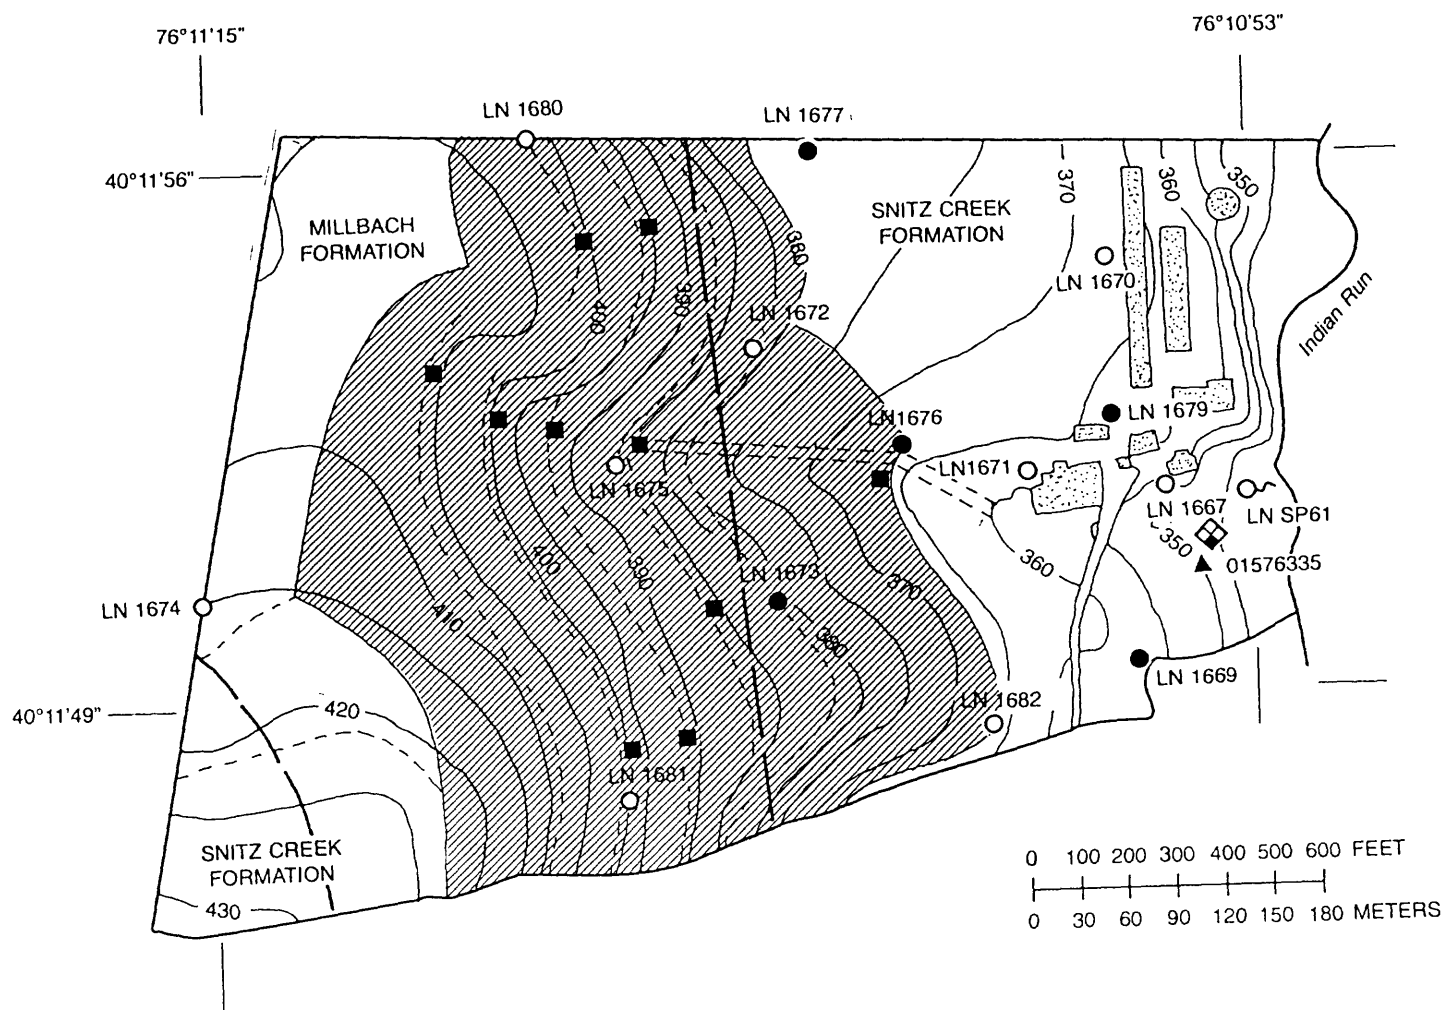 76°11'15"
76°10'53"
LN 1680
LN 1677
40°11'56"
MILLBACH
FORMATION
SNITZ CREEK
FORMATION
370
360
350
380
LN 1670
400
390
LN 1672
Indian Run
LN1676
LN 1679
LN1671
LN 1675
LN 1667
LN SP61
350
400
390
LN 1673
360
01576335
370
LN 1674
410
380
LN 1669
LN 1682
40°11'49"
420
LN 1681
SNITZ CREEK
FORMATION
430
0 100 200 300 400 500 600 FEET
0 30 60 90 120 150 180 METERS